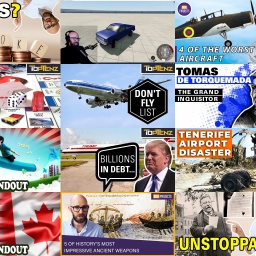 S?
4 OF THE WORST
AIRCRAFT
TOPTENZ
DON'T
FLY
LIST
TOMAS
DE TORQUEMADA
THE GRAND
INQUISITOR
TOPTENZ
NDOUT
BILLIONS
IN DEBT...
TENERIFE
AIRPORT
DISASTER
NDOUT
5 OF HISTORY'S MOST
IMPRESSIVE ANCIENT WEAPONS
UNSTOPPA